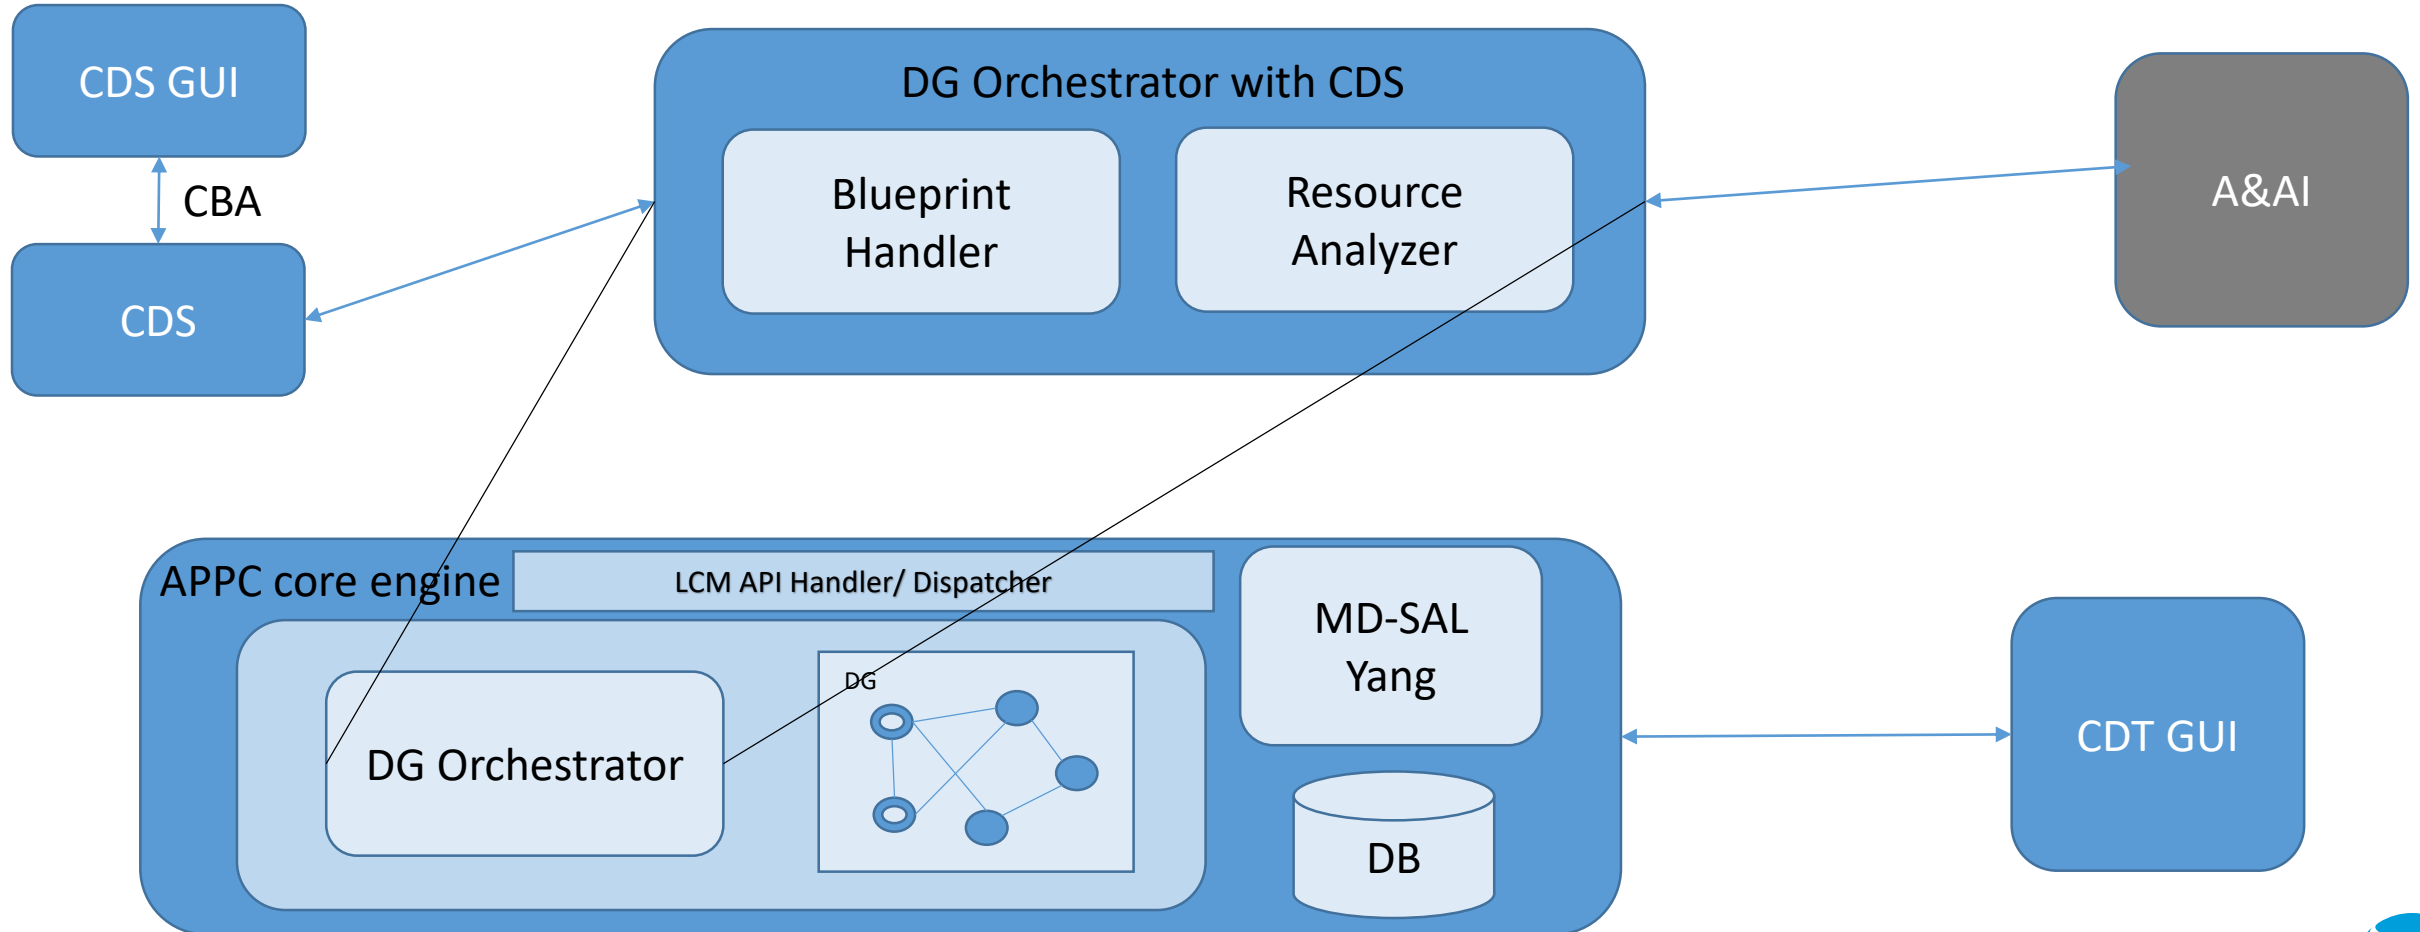 CDS GUI
CBA
CDS
DG Orchestrator with CDS
Blueprint
Handler
Resource
Analyzer
A&AI
APPC core engine
LCM API Handler/ Dispatcher
DG Orchestrator
DG
MD-SAL
Yang
DB
CDT GUI